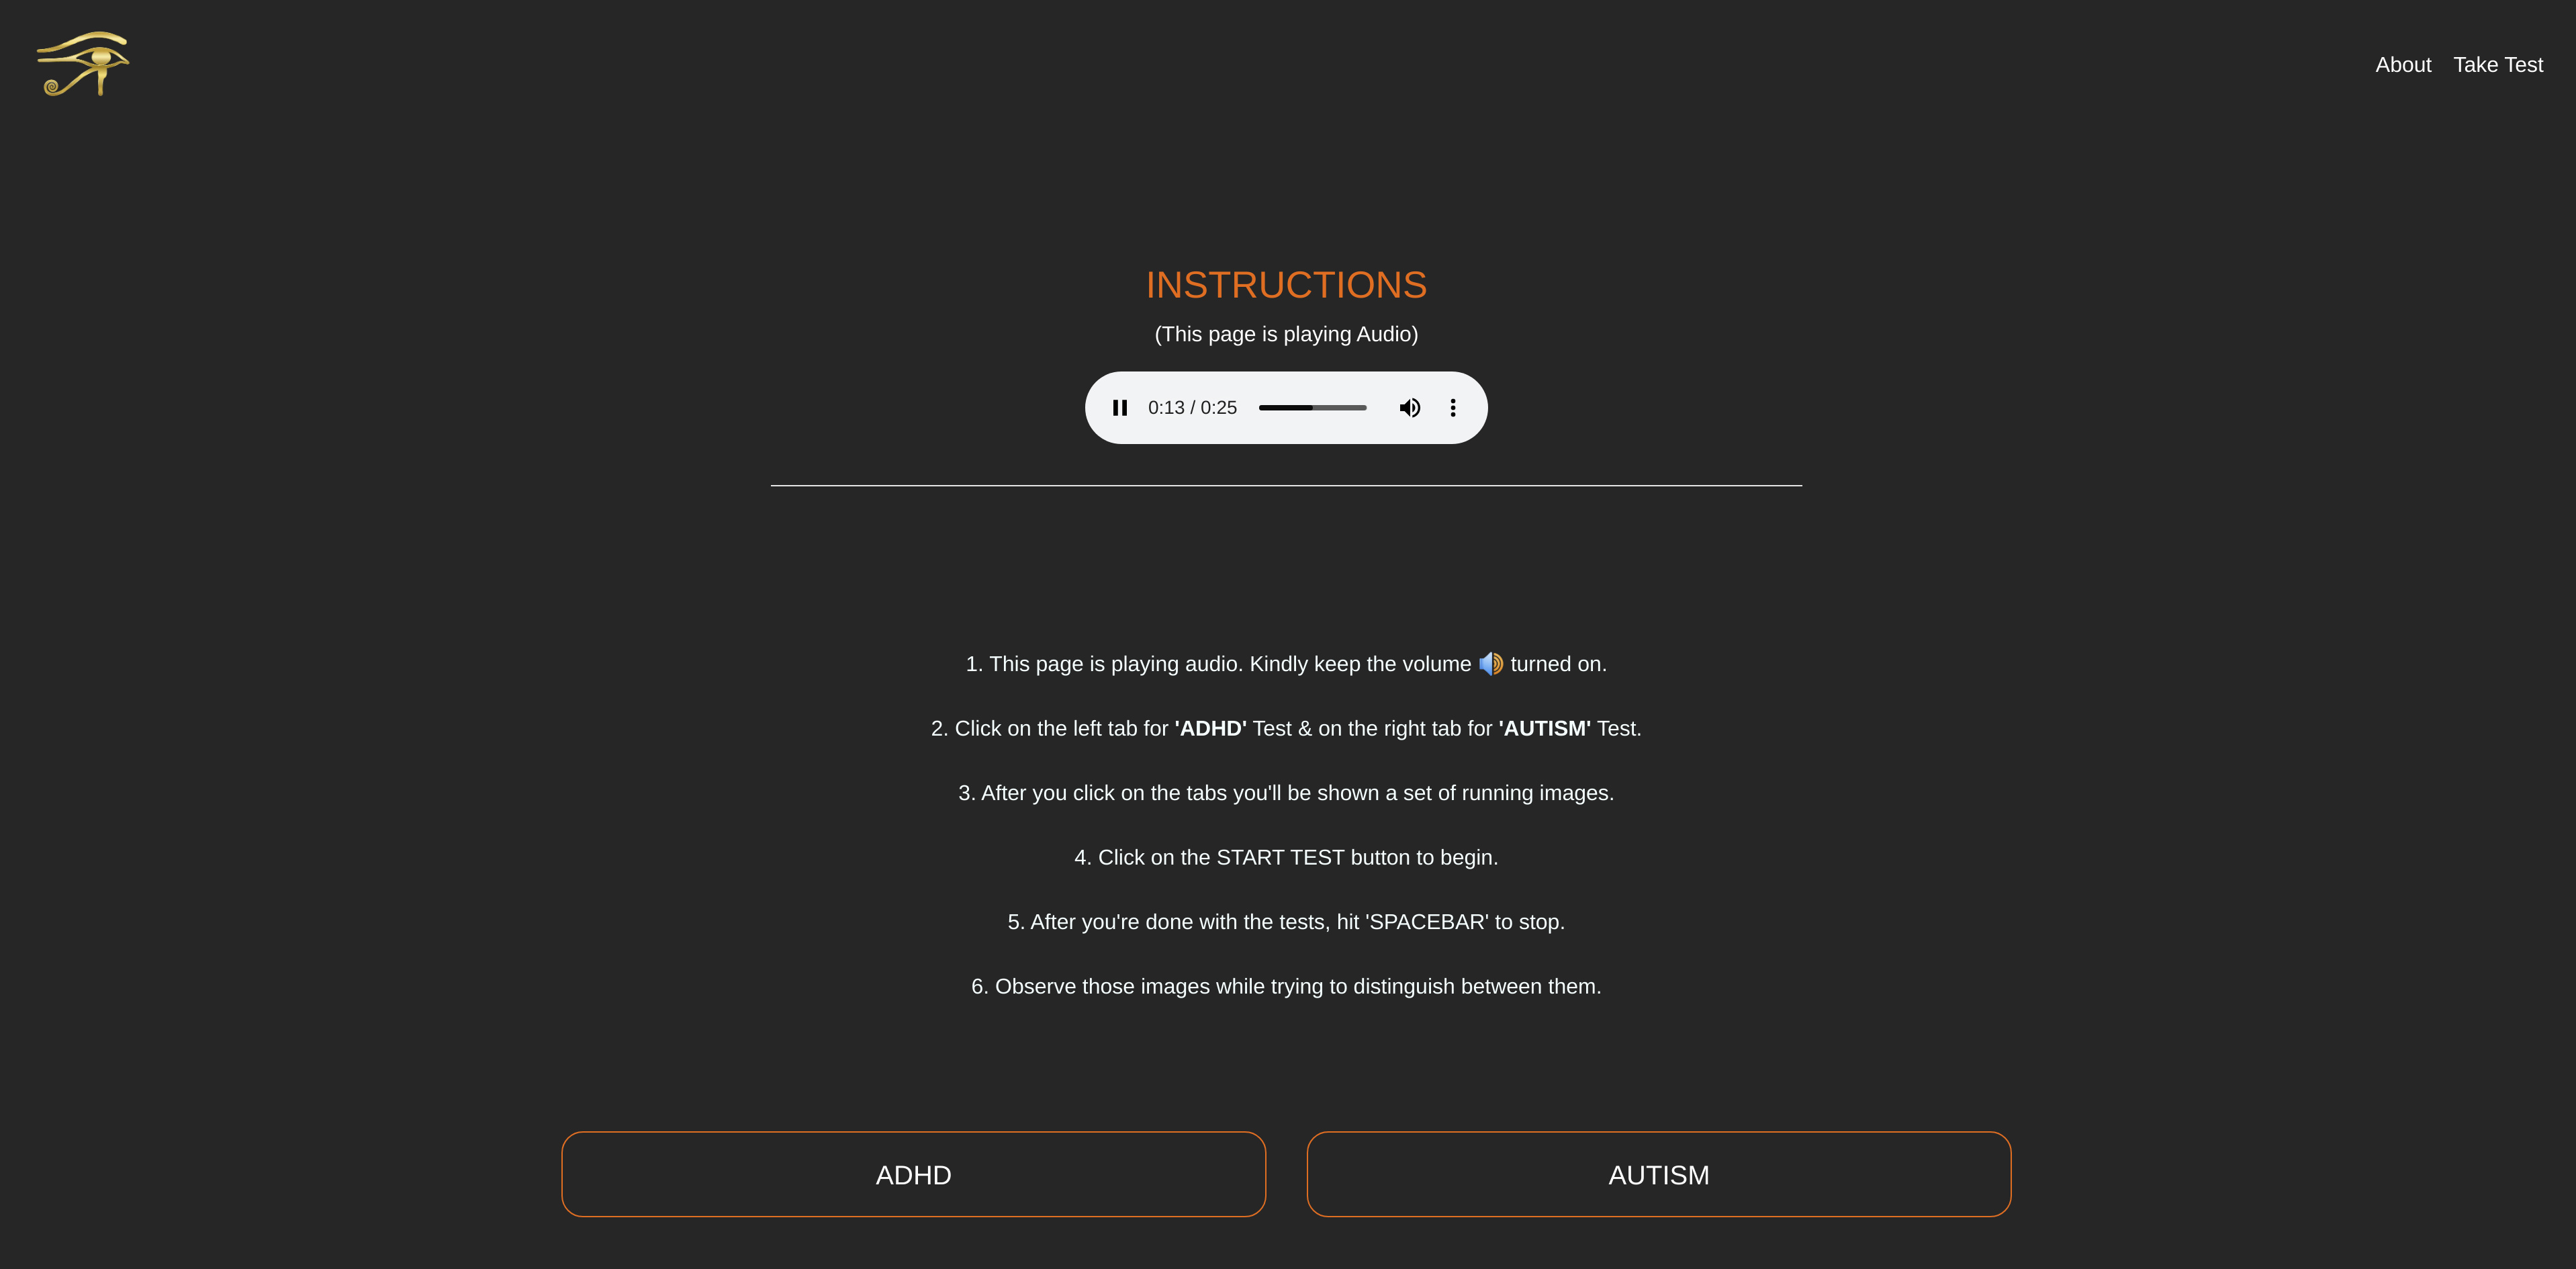 About Take Test
INSTRUCTIONS
(This page is playing Audio)
0:13 / 0:25
1. This page is playing audio. Kindly keep the volume 🔊 turned on.
2. Click on the left tab for 'ADHD' Test & on the right tab for 'AUTISM' Test.
3. After you click on the tabs you'll be shown a set of running images.
4. Click on the START TEST button to begin.
5. After you're done with the tests, hit 'SPACEBAR' to stop.
6. Observe those images while trying to distinguish between them.
ADHD
AUTISM